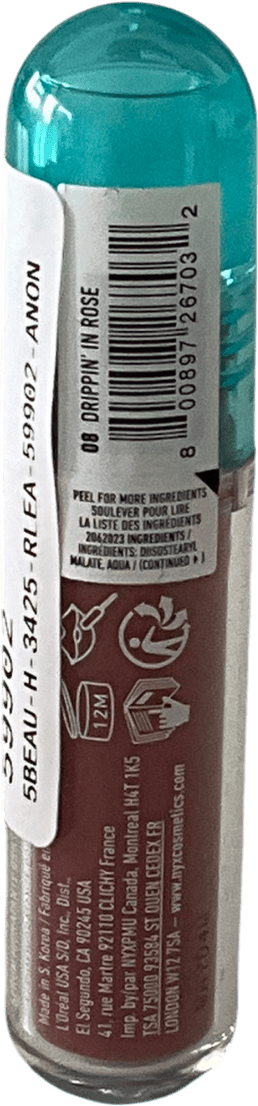 08 DRIPPIN' IN ROSE
8 00897 26703 2
PEEL FOR MORE INGREDIENTS
SOULEVER POUR LIRE
LA LISTE DES INGRÉDIENTS
2062023 INGREDIENTS /
INGRÉDIENTS: DIISOSTEARYL
MALATE, AQUA / (CONTINUED
59902
5BEAU-H-3425-RLEA-59902-ANON
12M
Made in S. Korea / Fabriqué en
L'Oréal USA S/D, Inc., Dist.,
El Segundo, CA 90245 USA
41, rue Martre 92110 CLICHY France
Imp. by/par NYXPMU Canada, Montreal H4T 1K5
TSA 75000 93584 ST OUEN CEDEX FR
LONDON W12 7SA – www.nyxcosmetics.com